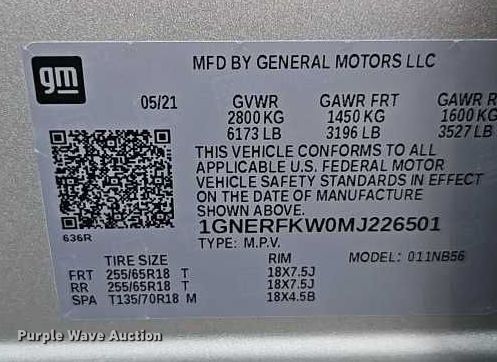 gm
MFD BY GENERAL MOTORS LLC
05/21 GVWR GAWR FRT GAWR R
2800 KG 1450 KG 1600 KG
6173 LB 3196 LB 3527 LB
THIS VEHICLE CONFORMS TO ALL
APPLICABLE U.S. FEDERAL MOTOR
VEHICLE SAFETY STANDARDS IN EFFECT
ON THE DATE OF MANUFACTURE
SHOWN ABOVE.
636R 1GNERFKW0MJ226501
TYPE: M.P.V. MODEL: 011NB56
TIRE SIZE RIM
FRT 255/65R18 T 18X7.5J
RR 255/65R18 T 18X7.5J
SPA T135/70R18 M 18X4.5B
Purple Wave Auction